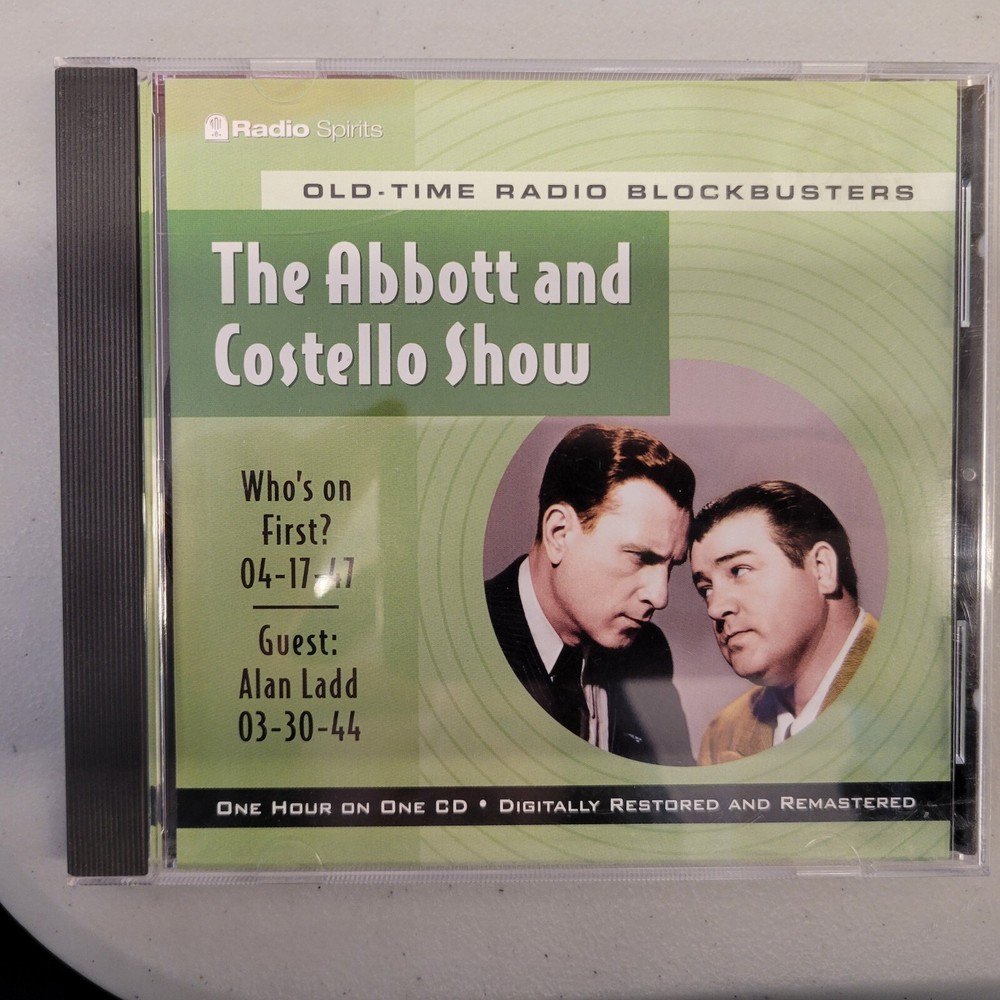 Radio Spirits
OLD-TIME RADIO BLOCKBUSTERS
The Abbott and
Costello Show
Who's on
First?
04-17-47
Guest:
Alan Ladd
03-30-44
ONE HOUR ON ONE CD • DIGITALLY RESTORED AND REMASTERED